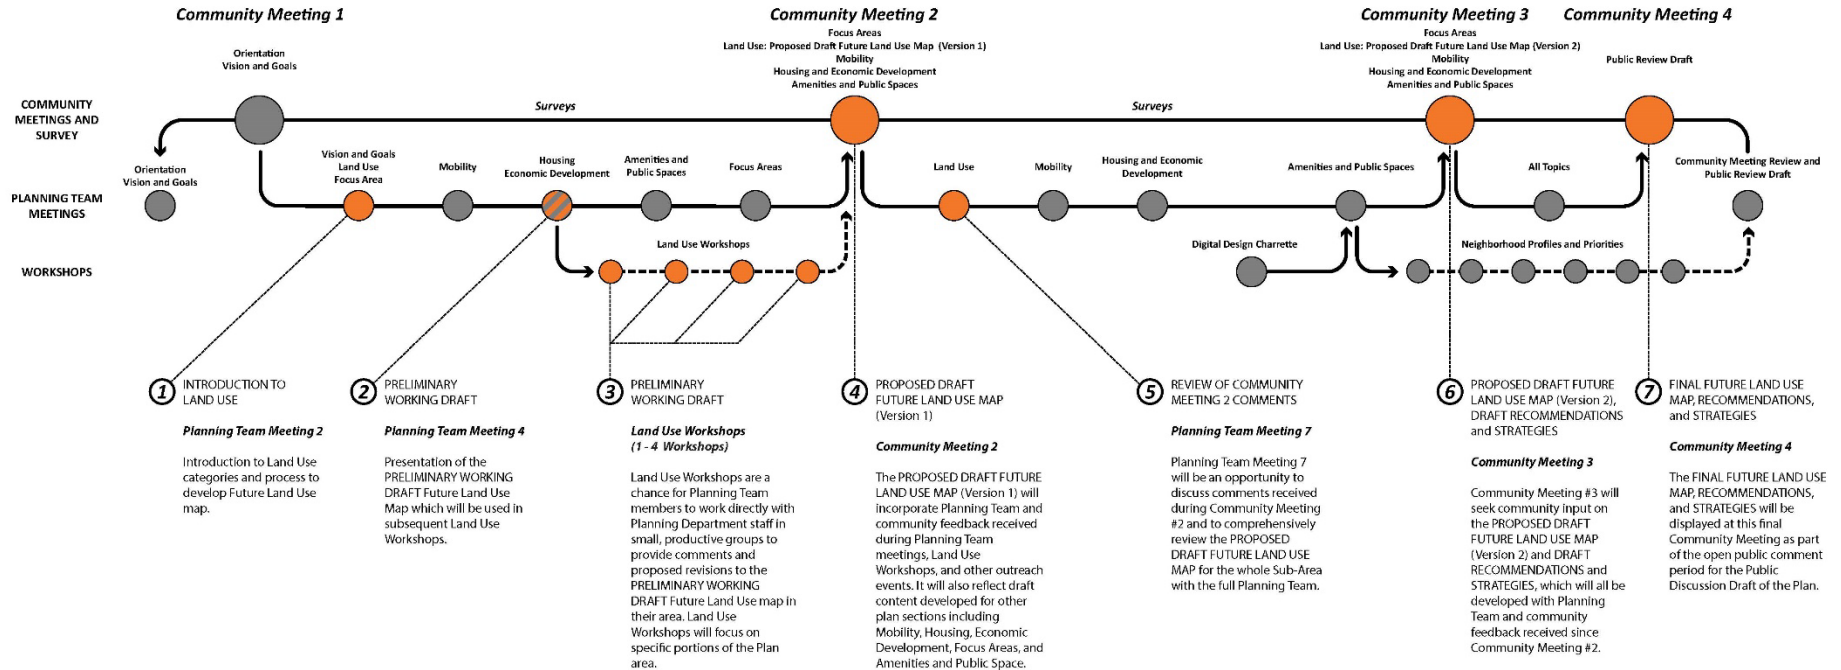 Community Meeting 1
Community Meeting 2
Community Meeting 3
Community Meeting 4
Orientation
Vision and Goals
Focus Areas
Land Use: Proposed Draft Future Land Use Map (Version 1)
Mobility
Housing and Economic Development
Amenities and Public Spaces
Focus Areas
Land Use: Proposed Draft Future Land Use Map (Version 2)
Mobility
Housing and Economic Development
Amenities and Public Spaces
Public Review Draft
COMMUNITY
MEETINGS AND
SURVEY
Surveys
Surveys
Orientation
Vision and Goals
Vision and Goals
Land Use
Focus Area
Mobility
Housing
Economic Development
Amenities and
Public Spaces
Focus Areas
Land Use
Mobility
Housing and Economic
Development
Amenities and Public Spaces
All Topics
Community Meeting Review and
Public Review Draft
PLANNING TEAM
MEETINGS
Land Use Workshops
Digital Design Charrette
Neighborhood Profiles and Priorities
WORKSHOPS
1
INTRODUCTION TO
LAND USE
Planning Team Meeting 2
Introduction to Land Use
categories and process to
develop Future Land Use
map.
2
PRELIMINARY
WORKING DRAFT
Planning Team Meeting 4
Presentation of the
PRELIMINARY WORKING
DRAFT Future Land Use
Map which will be used in
subsequent Land Use
Workshops.
3
PRELIMINARY
WORKING DRAFT
Land Use Workshops
(1 - 4 Workshops)
Land Use Workshops are a
chance for Planning Team
members to work directly with
Planning Department staff in
small, productive groups to
provide comments and
proposed revisions to the
PRELIMINARY WORKING
DRAFT Future Land Use map in
their area. Land Use
Workshops will focus on
specific portions of the Plan
area.
4
PROPOSED DRAFT
FUTURE LAND USE MAP
(Version 1)
Community Meeting 2
The PROPOSED DRAFT FUTURE
LAND USE MAP (Version 1) will
incorporate Planning Team and
community feedback received
during Planning Team
meetings, Land Use
Workshops, and other outreach
events. It will also reflect draft
content developed for other
plan sections including
Mobility, Housing, Economic
Development, Focus Areas, and
Amenities and Public Space.
5
REVIEW OF COMMUNITY
MEETING 2 COMMENTS
Planning Team Meeting 7
Planning Team Meeting 7
will be an opportunity to
discuss comments received
during Community Meeting
#2 and to comprehensively
review the PROPOSED
DRAFT FUTURE LAND USE
MAP for the whole Sub-Area
with the full Planning Team.
6
PROPOSED DRAFT FUTURE
LAND USE MAP (Version 2),
DRAFT RECOMMENDATIONS
and STRATEGIES
Community Meeting 3
Community Meeting #3 will
seek community input on
the PROPOSED DRAFT
FUTURE LAND USE MAP
(Version 2) and DRAFT
RECOMMENDATIONS and
STRATEGIES, which will all be
developed with Planning
Team and community
feedback received since
Community Meeting #2.
7
FINAL FUTURE LAND USE
MAP, RECOMMENDATIONS,
and STRATEGIES
Community Meeting 4
The FINAL FUTURE LAND USE
MAP, RECOMMENDATIONS,
and STRATEGIES will be
displayed at this final
Community Meeting as part
of the open public comment
period for the Public
Discussion Draft of the Plan.